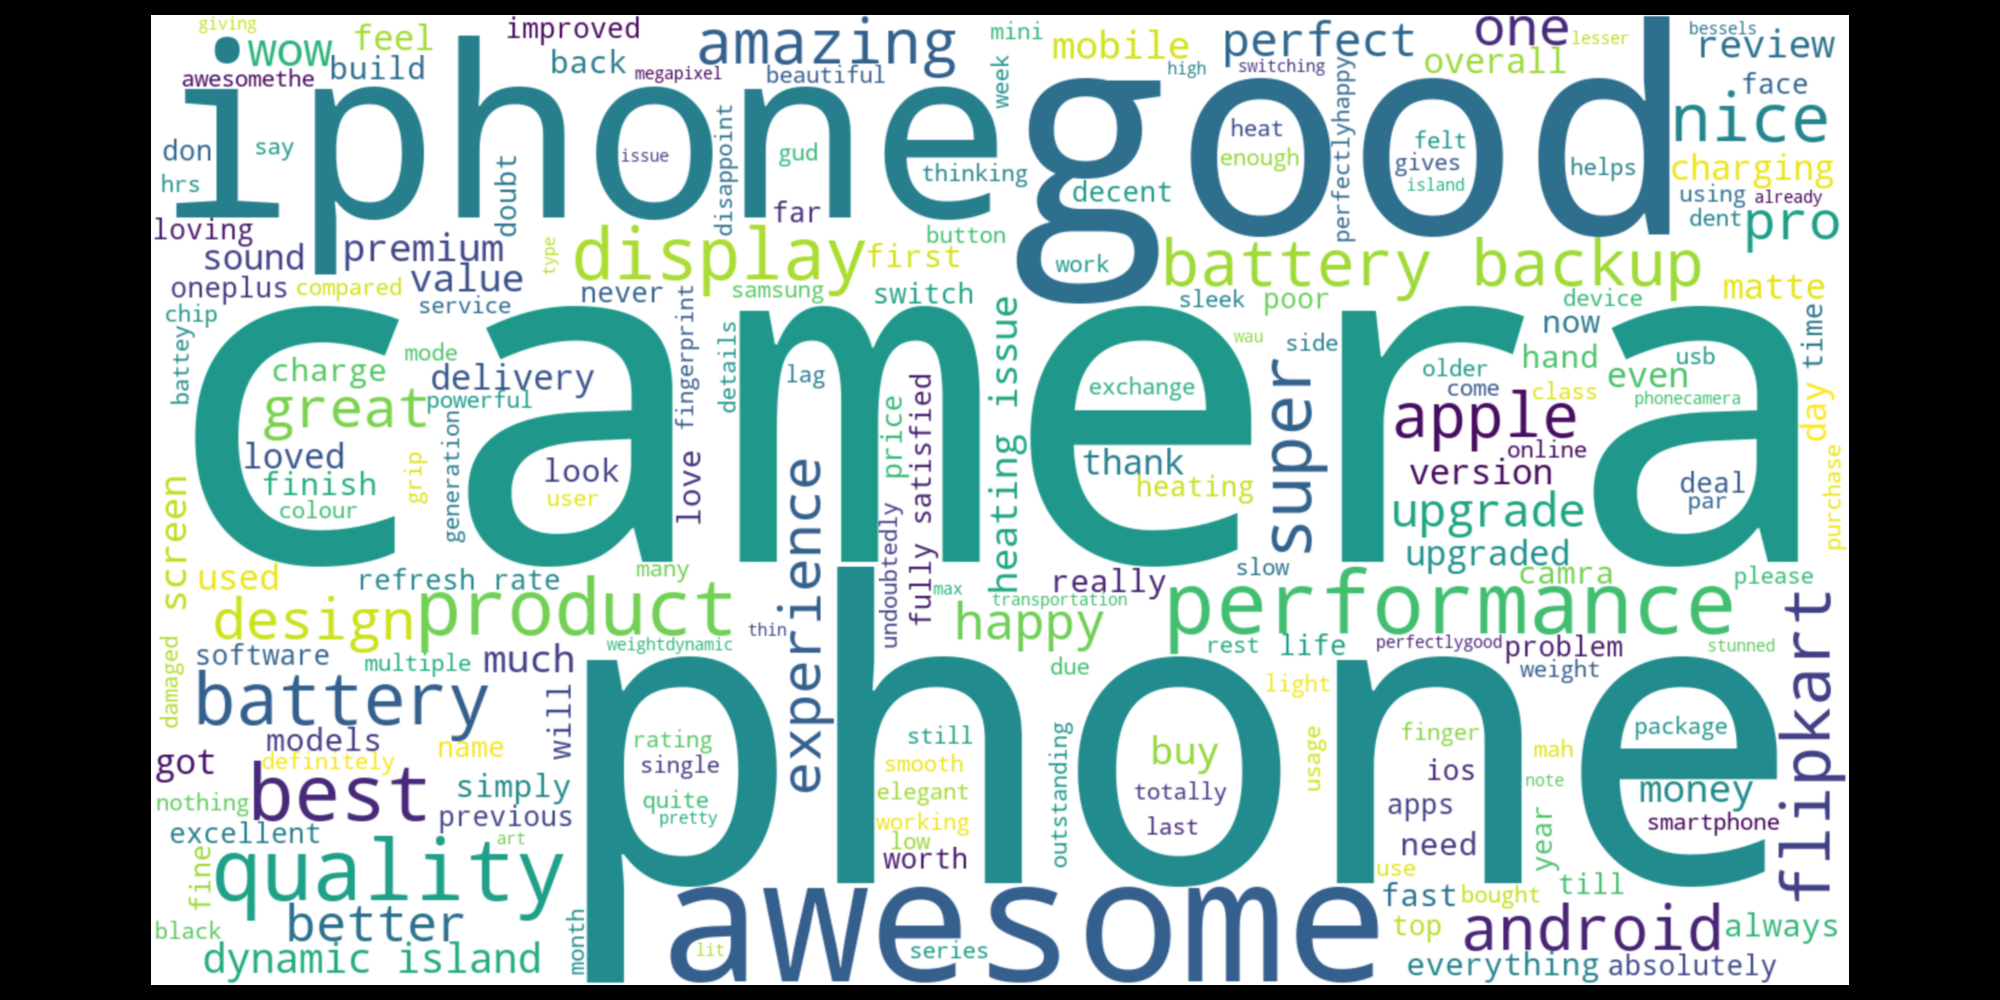 giving
wow
feel
improved
amazing
mini
mobile
perfect
one
lesser
bessels
review
awesomethe
build
back
megapixel
beautiful
week
high
switching
overall
face
iphone
good
nice
don
say
hrs
doubt
issue
disappoint
gud
thinking
decent
heat
enough
perfectlyhappy
felt
gives
island
helps
charging
using
already
dent
pro
loving
far
sound
premium
type
display
first
button
work
battery backup
oneplus
compared
value
service
never
samsung
switch
sleek
poor
device
matte
chip
battey
camera
mode
charge
great
delivery
powerful
fingerprint
details
lag
heating issue
exchange
wau
side
super
now
older
come
hand
class
usb
even
phonecamera
time
day
loved
finish
colour
grip
generation
look
user
love
experience
price
fully satisfied
undoubtedly
thank
heating
apple
online
version
upgrade
upgraded
deal
par
purchase
screen
used
refresh rate
many
max
transportation
really
slow
camra
please
design
product
thin
weightdynamic
happy
performance
rest
life
perfectlygood
problem
stunned
flipkart
damaged
software
multiple
much
due
light
weight
battery
will
phone
models
definitely
name
rating
single
quite
pretty
still
smooth
elegant
working
low
worth
outstanding
buy
totally
last
usage
finger
ios
apps
need
mah
note
year
package
money
smartphone
got
nothing
best
simply
previous
excellent
art
fine
quality
use
fast
bought
till
black
better
month
awesome
lit
series
top
android
always
dynamic island
everything
absolutely